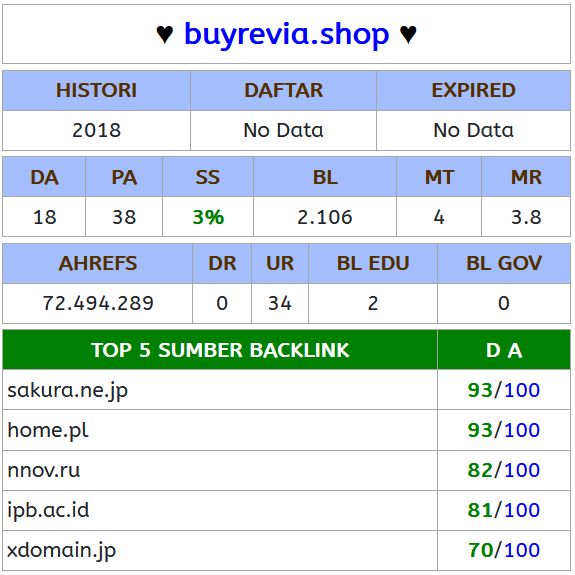 ♥ buyrevia.shop ♥
HISTORI DAFTAR EXPIRED
2018 No Data No Data
DA PA SS BL MT MR
18 38 3% 2.106 4 3.8
AHREFS DR UR BL EDU BL GOV
72.494.289 0 34 2 0
TOP 5 SUMBER BACKLINK D A
sakura.ne.jp 93/100
home.pl 93/100
nnov.ru 82/100
ipb.ac.id 81/100
xdomain.jp 70/100